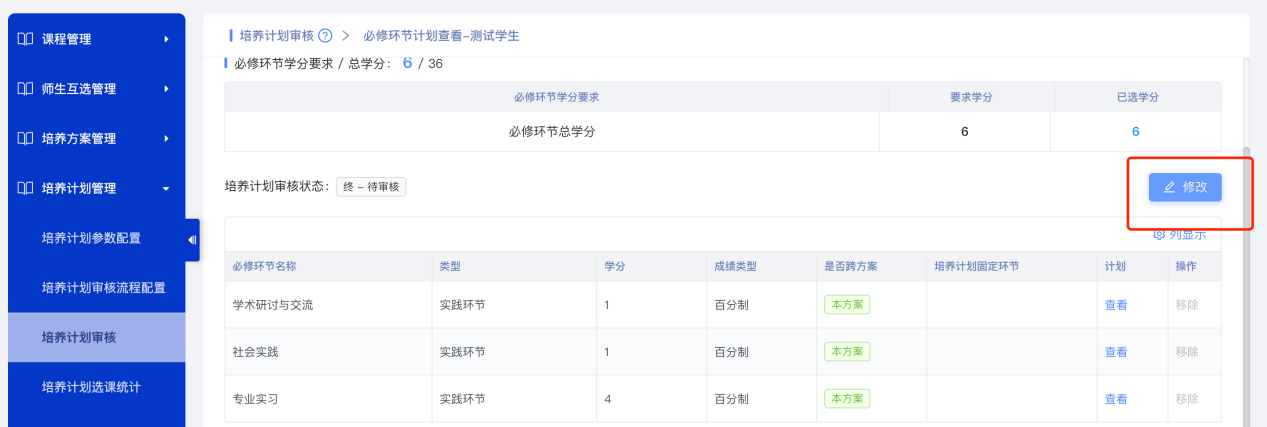 课程管理
师生互选管理
培养方案管理
培养计划管理
培养计划参数配置
培养计划审核流程配置
培养计划审核
培养计划选课统计
培养计划审核 ? > 必修环节计划查看–测试学生
必修环节学分要求 / 总学分： 6 / 36
必修环节学分要求 要求学分 已选学分
必修环节总学分 6 6
培养计划审核状态： 终 – 待审核 修改
列显示
必修环节名称 类型 学分 成绩类型 是否跨方案 培养计划固定环节 计划 操作
学术研讨与交流 实践环节 1 百分制 本方案 查看 移除
社会实践 实践环节 1 百分制 本方案 查看 移除
专业实习 实践环节 4 百分制 本方案 查看 移除